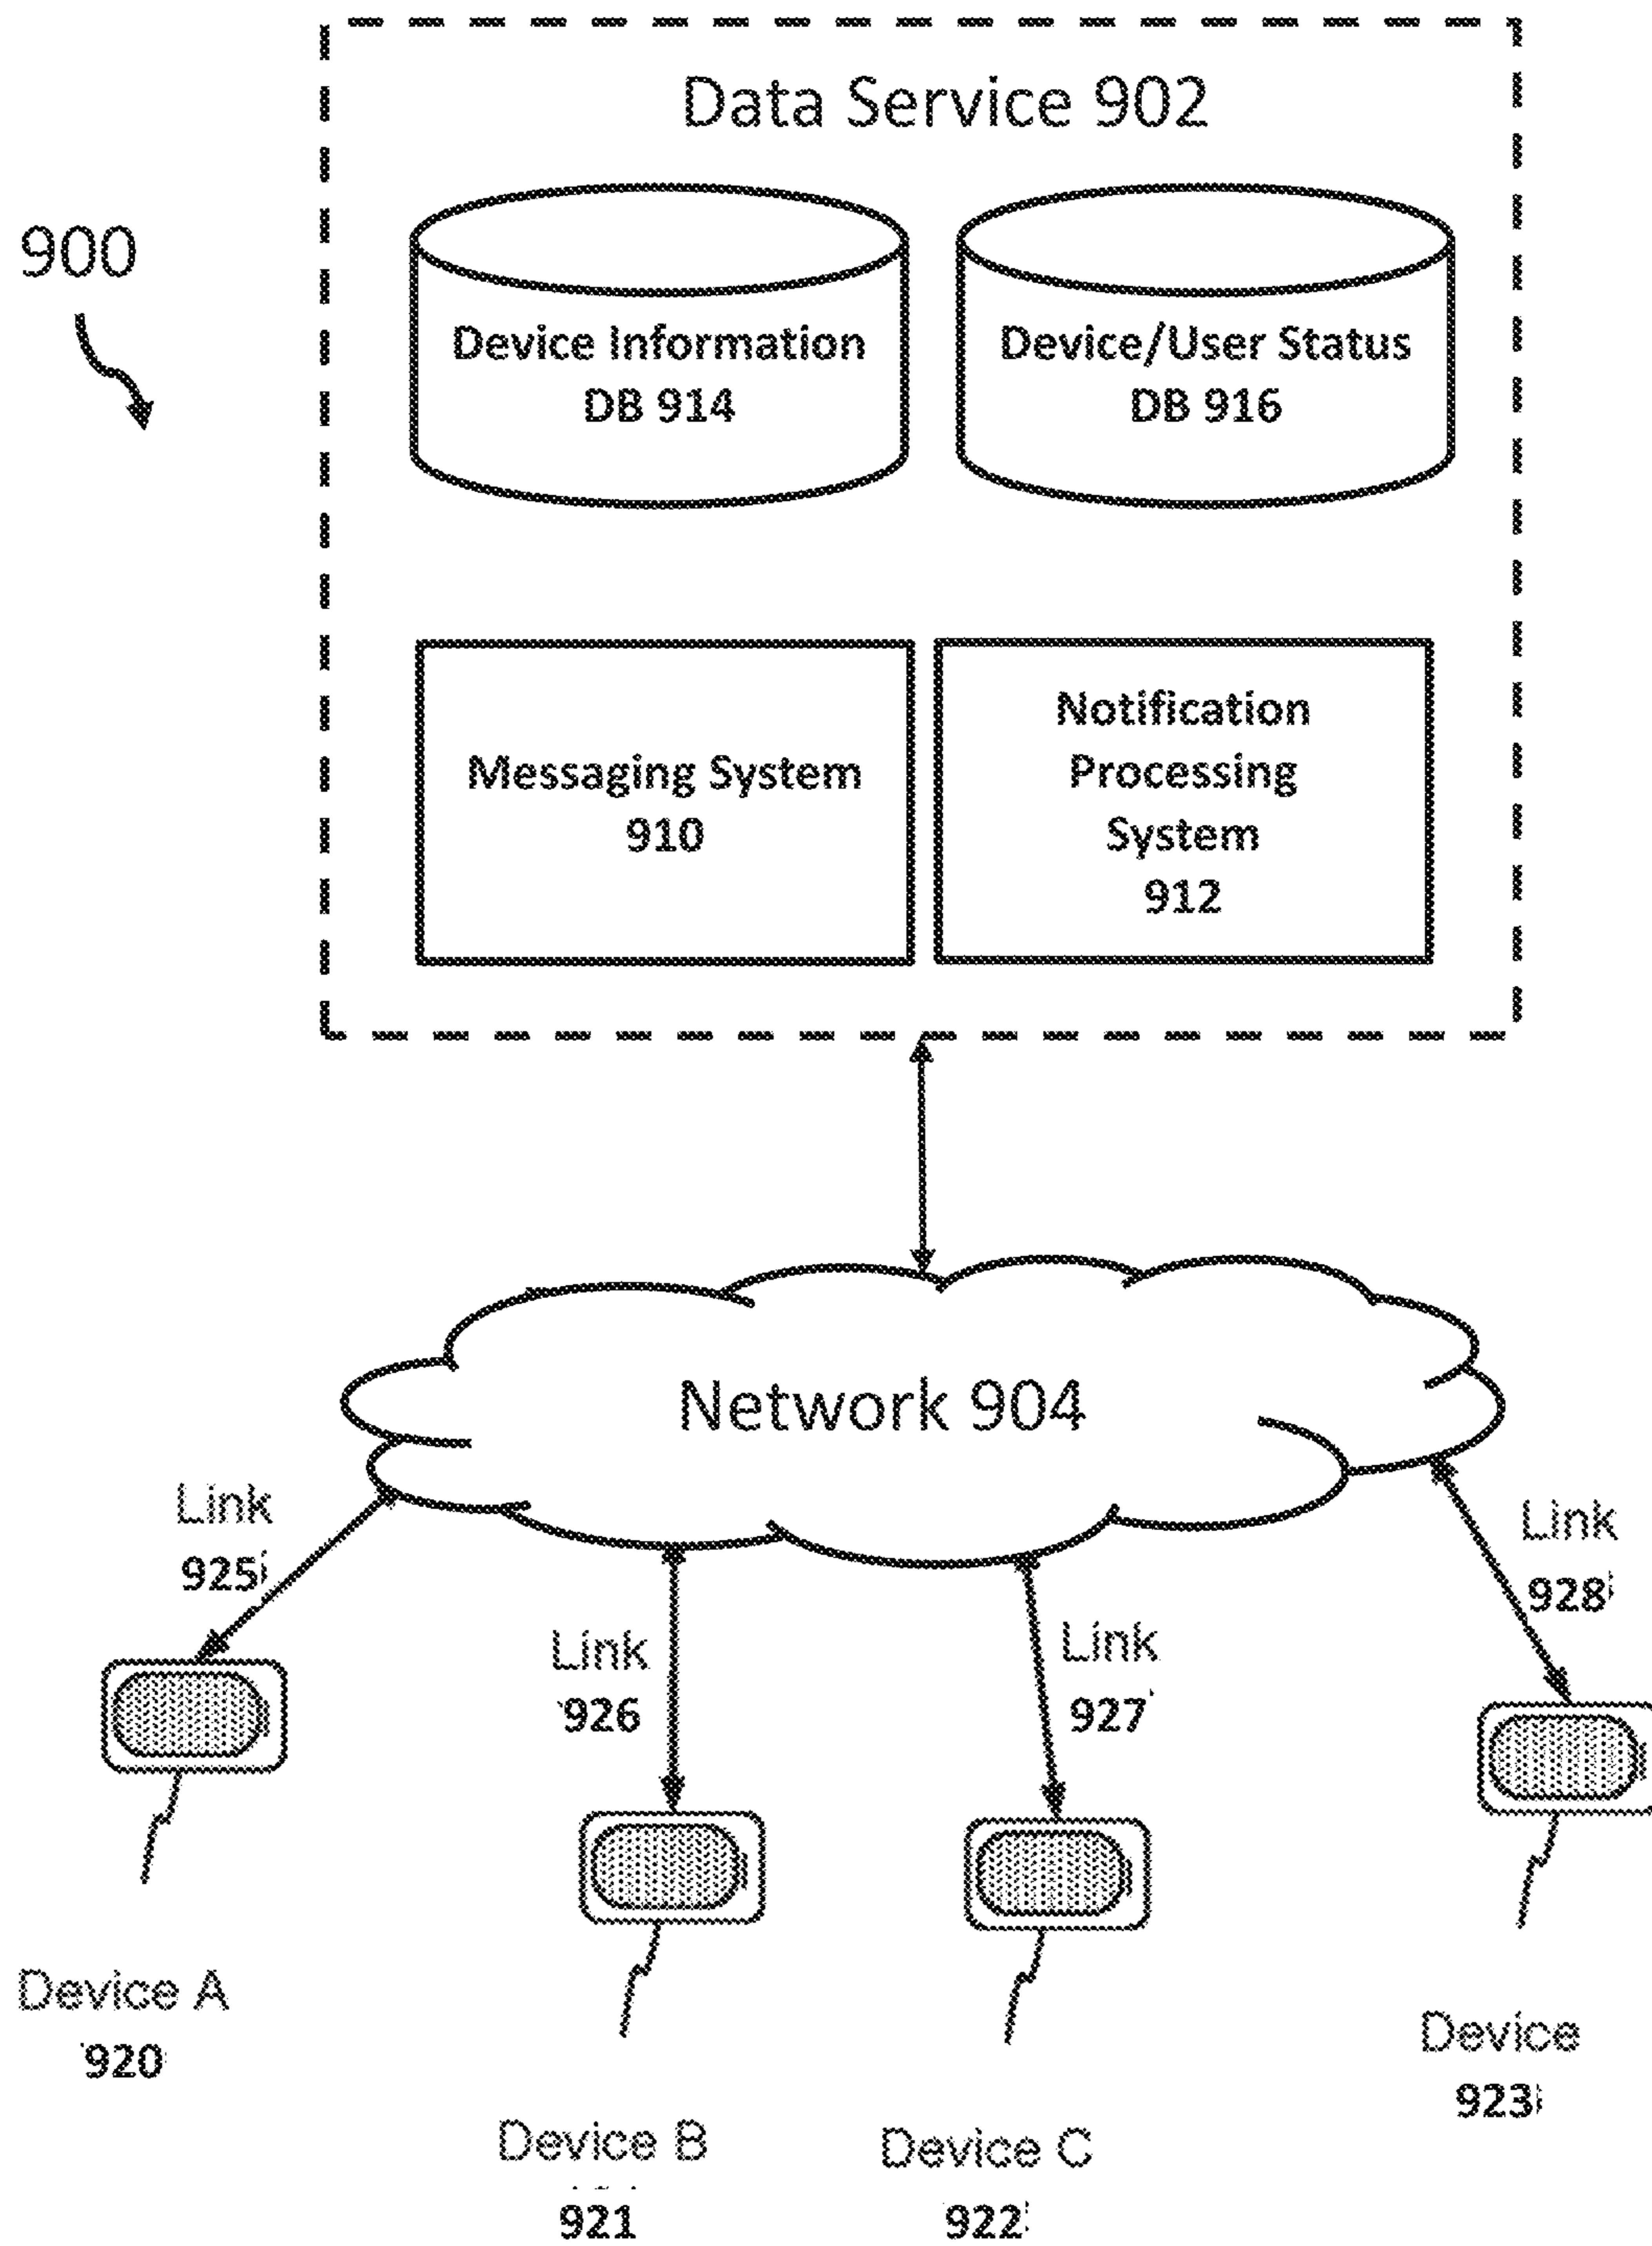 Data Service 902
900
Device Information
DB 914
Device/User Status
DB 916
Messaging System
910
Notification
Processing
System
912
Network 904
Link
925
Link
926
Link
927
Link
928
Device A
920
Device B
921
Device C
922
Device
923